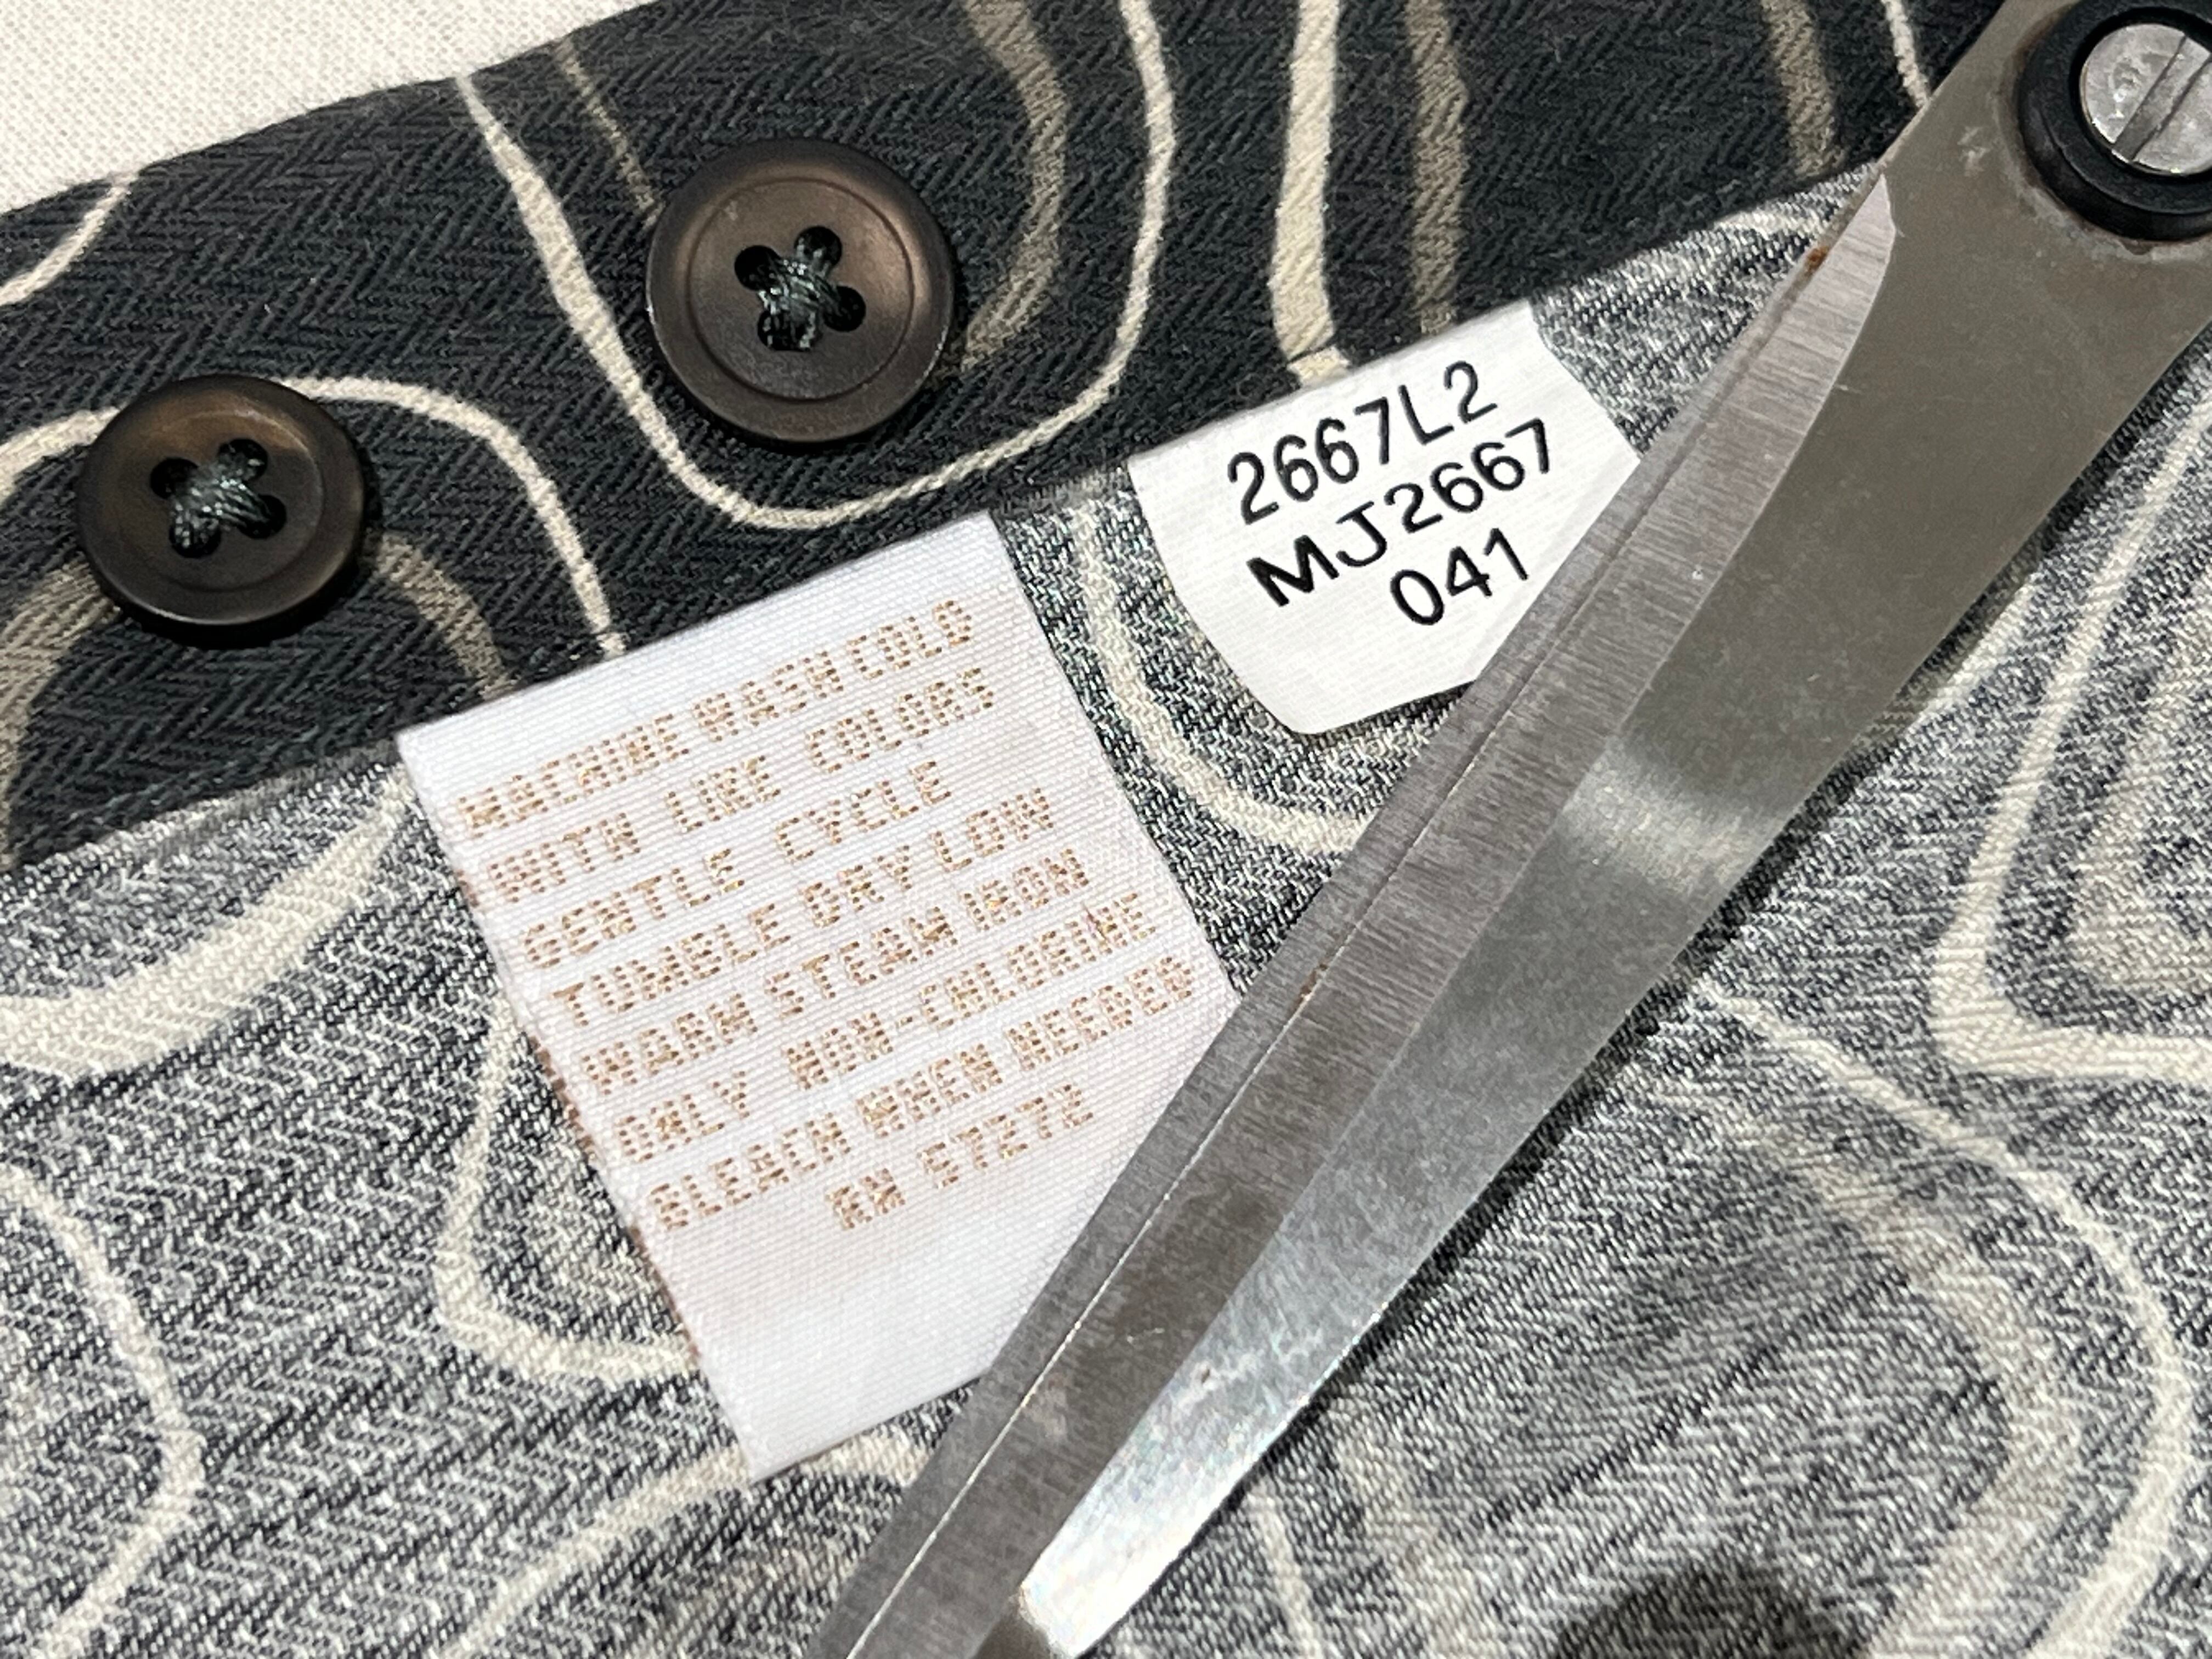 MACHINE WASH COLD
WITH LIKE COLORS
GENTLE CYCLE
TUMBLE DRY LOW
WARM STEAM IRON
ONLY NON-CHLORINE
BLEACH WHEN NEEDED
RN 57272
2667L2
MJ2667
041